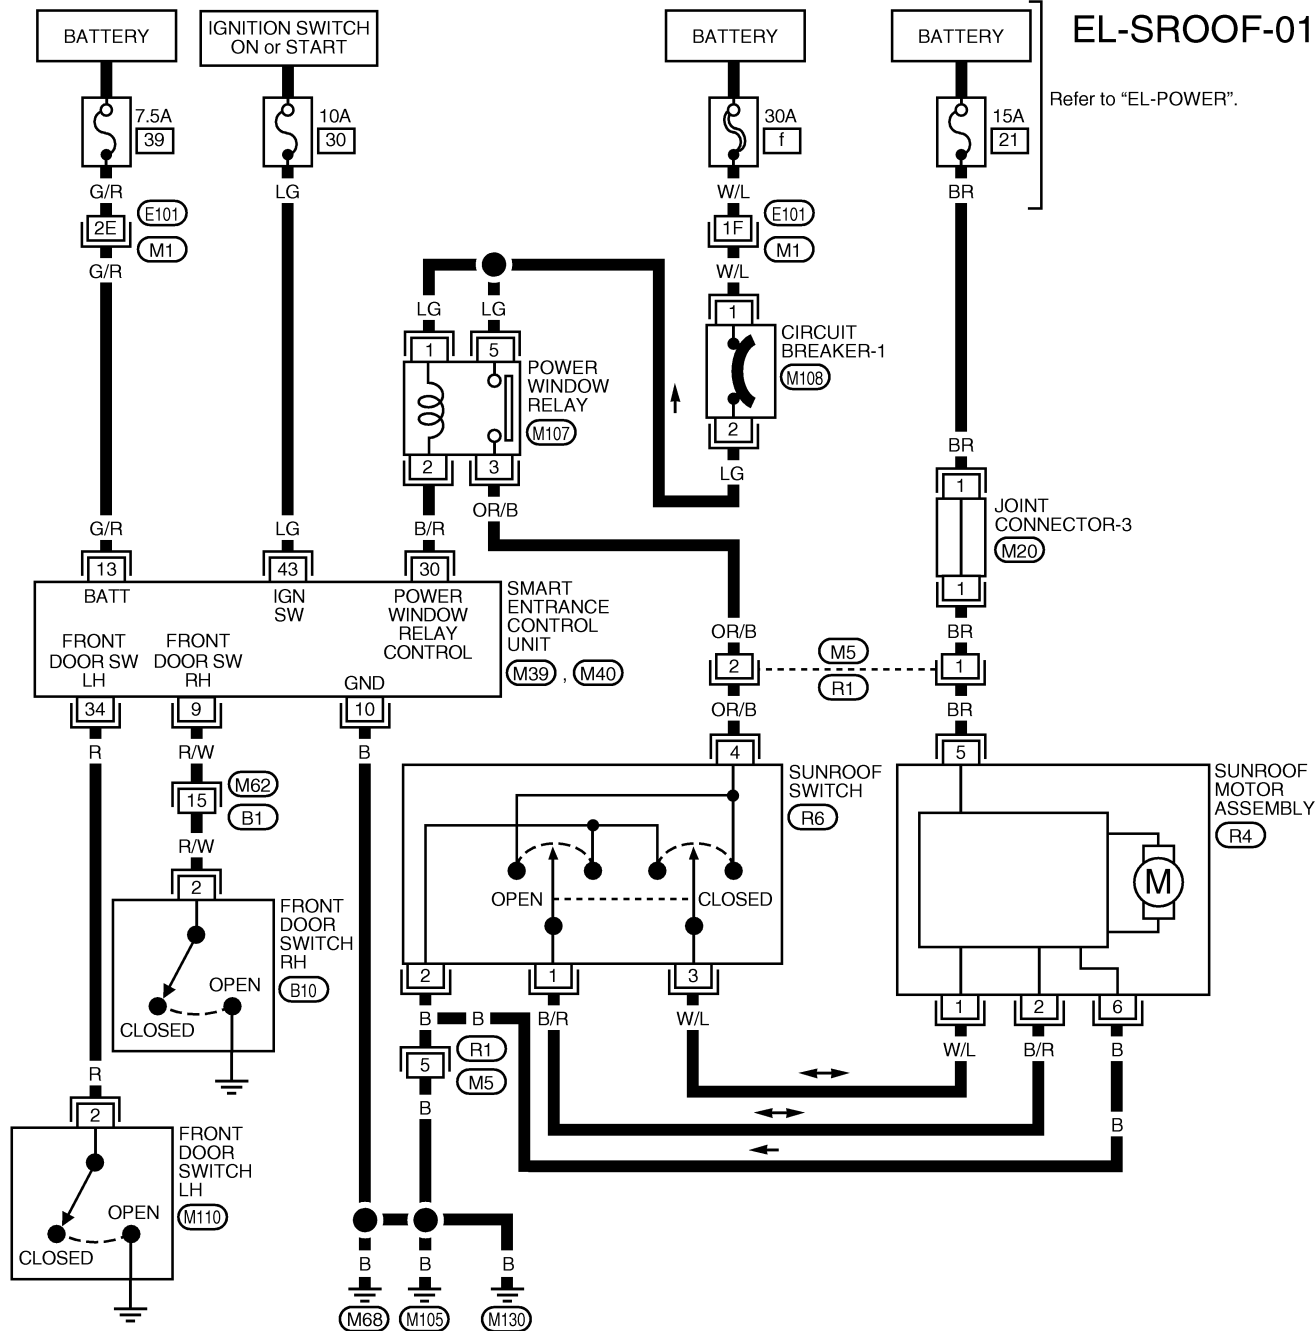 EL-SROOF-01
BATTERY
IGNITION SWITCH
ON or START
BATTERY
BATTERY
Refer to “EL-POWER”.
7.5A
39
10A
30
30A
f
15A
21
G/R
LG
W/L
BR
2E
E101
M1
1F
E101
M1
G/R
W/L
LG
LG
1
5
POWER
WINDOW
RELAY
M107
2
3
1
CIRCUIT
BREAKER-1
M108
2
LG
OR/B
BR
1
JOINT
CONNECTOR-3
M20
1
G/R
LG
B/R
13
43
30
BATT
IGN
SW
POWER
WINDOW
RELAY
CONTROL
SMART
ENTRANCE
CONTROL
UNIT
M39 , M40
FRONT
DOOR SW
LH
FRONT
DOOR SW
RH
GND
34
9
10
OR/B
BR
2
M5
R1
1
OR/B
BR
R
R/W
B
15
M62
B1
R/W
2
FRONT
DOOR
SWITCH
RH
B10
OPEN
CLOSED
4
SUNROOF
SWITCH
R6
OPEN
CLOSED
2
1
3
5
SUNROOF
MOTOR
ASSEMBLY
R4
M
1
2
6
B
B
B/R
W/L
W/L
B/R
B
5
R1
M5
B
B
R
2
FRONT
DOOR
SWITCH
LH
M110
OPEN
CLOSED
B
B
B
M68
M105
M130